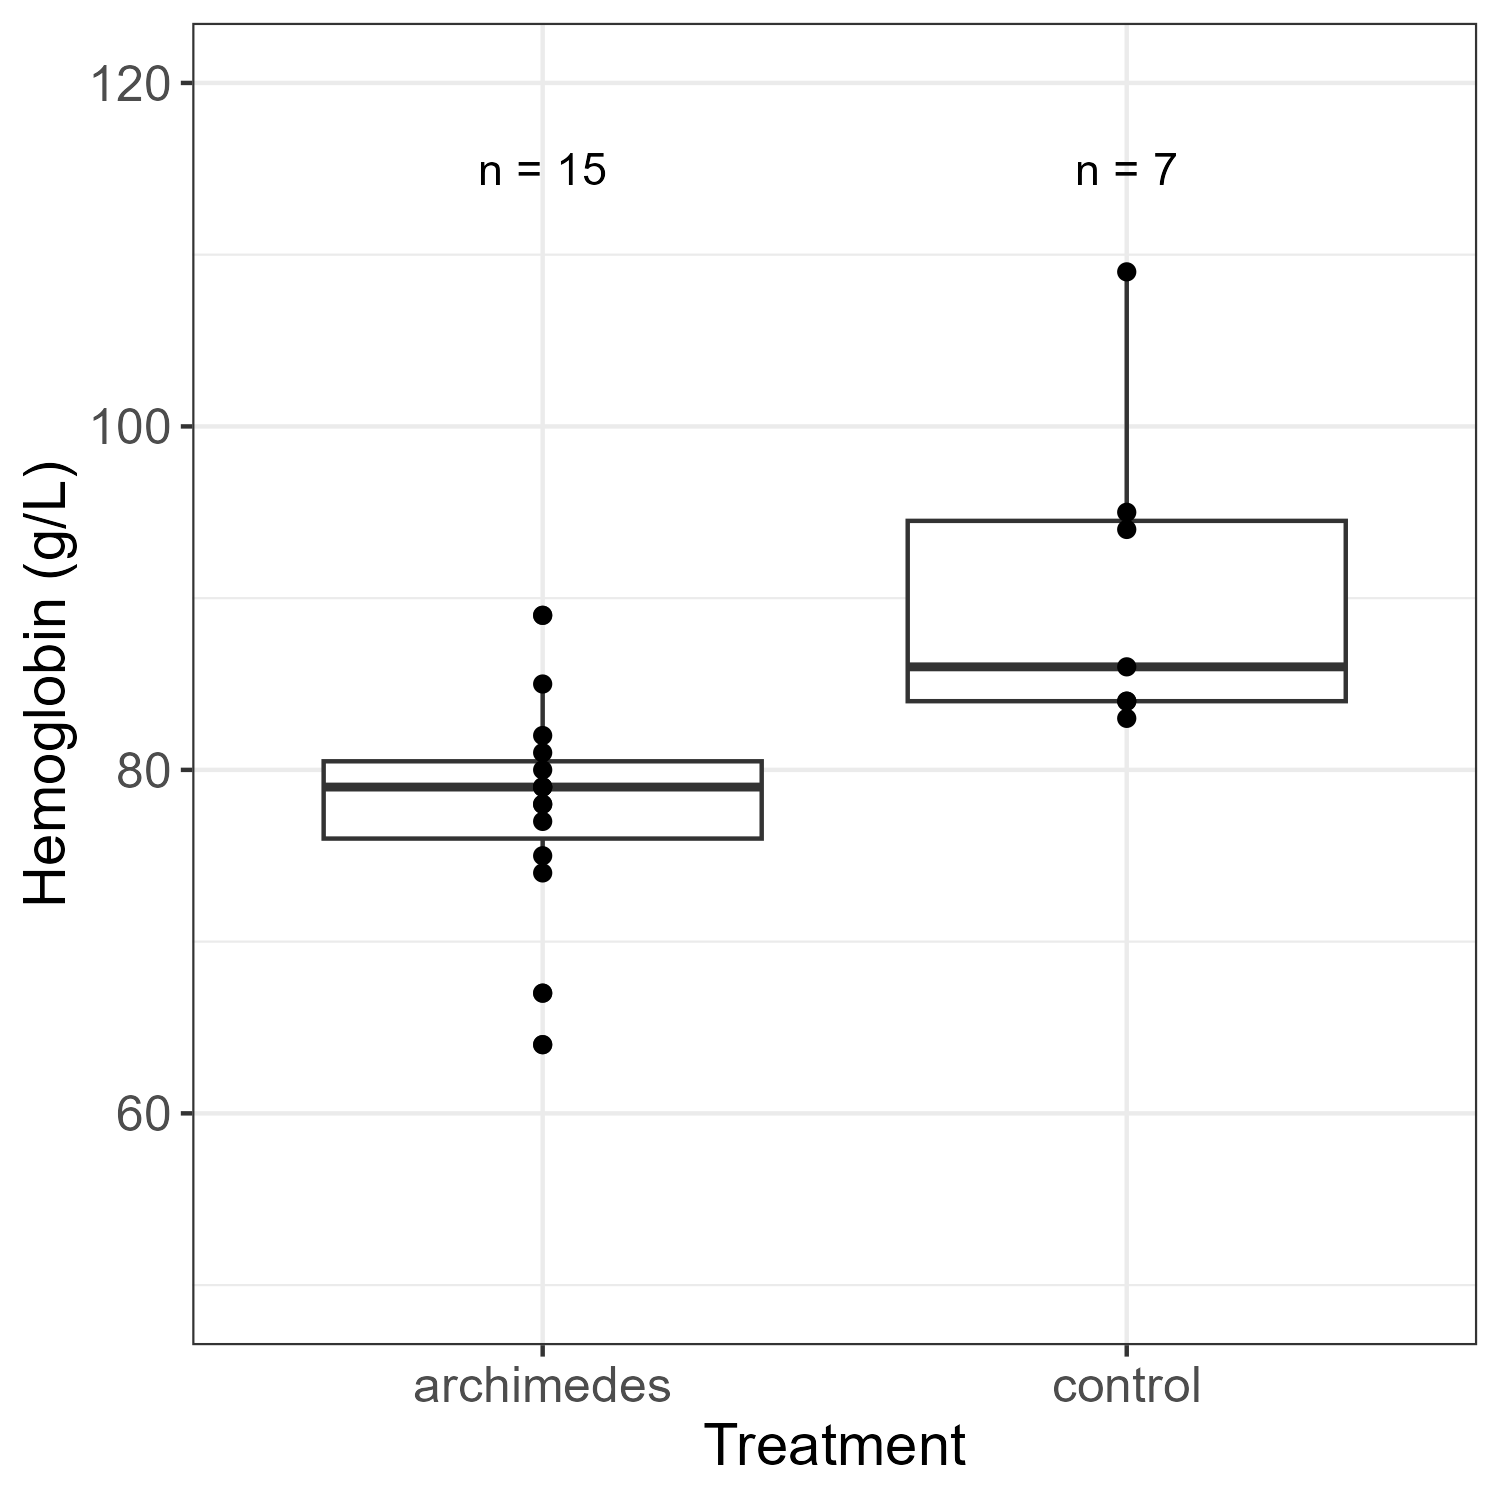 120
n = 15
n = 7
100
Hemoglobin (g/L)
80
60
archimedes
control
Treatment